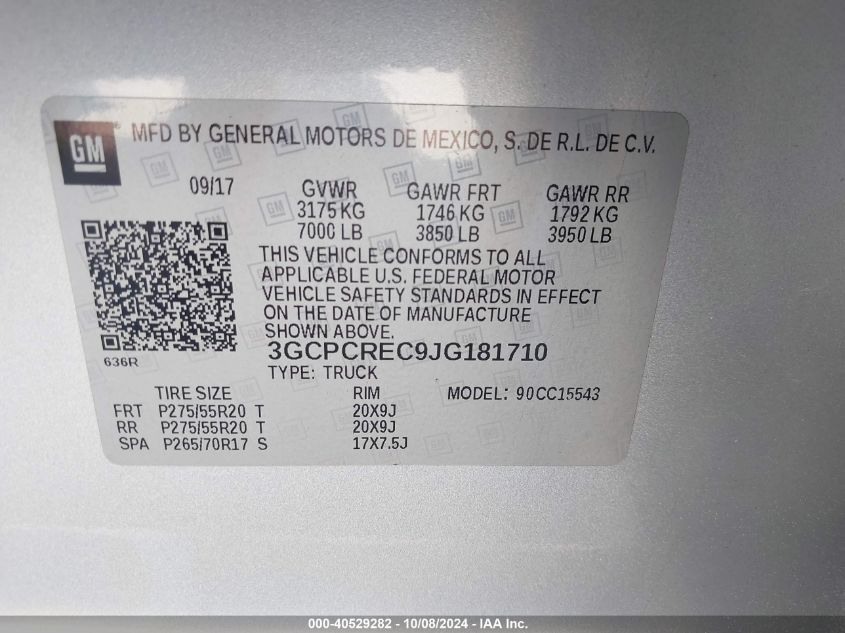 GM
MFD BY GENERAL MOTORS DE MEXICO, S. DE R.L. DE C.V.
09/17 GVWR GAWR FRT GAWR RR
3175 KG 1746 KG 1792 KG
7000 LB 3850 LB 3950 LB
THIS VEHICLE CONFORMS TO ALL
APPLICABLE U.S. FEDERAL MOTOR
VEHICLE SAFETY STANDARDS IN EFFECT
ON THE DATE OF MANUFACTURE
SHOWN ABOVE.
636R
3GCPCREC9JG181710
TYPE: TRUCK
TIRE SIZE RIM MODEL: 90CC15543
FRT P275/55R20 T 20X9J
RR P275/55R20 T 20X9J
SPA P265/70R17 S 17X7.5J
000-40529282 - 10/08/2024 - IAA Inc.